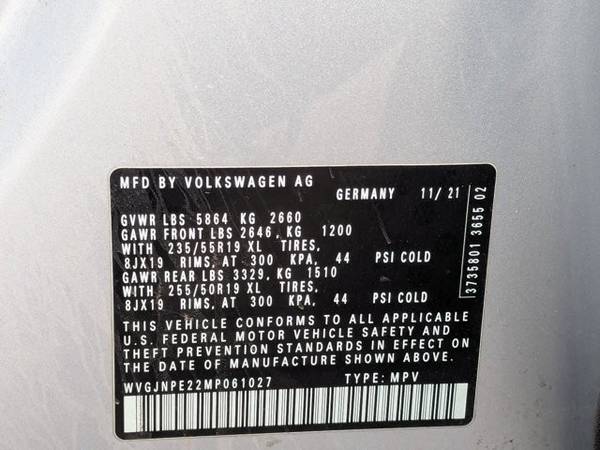 MFD BY VOLKSWAGEN AG
GERMANY 11/21
GVWR LBS 5864 KG 2660
GAWR FRONT LBS 2646, KG 1200
WITH 235/55R19 XL TIRES,
8JX19 RIMS, AT 300 KPA, 44 PSI COLD
GAWR REAR LBS 3329, KG 1510
WITH 255/50R19 XL TIRES,
8JX19 RIMS, AT 300 KPA, 44 PSI COLD
THIS VEHICLE CONFORMS TO ALL APPLICABLE
U.S. FEDERAL MOTOR VEHICLE SAFETY AND
THEFT PREVENTION STANDARDS IN EFFECT ON
THE DATE OF MANUFACTURE SHOWN ABOVE.
WVGJNPE22MP061027 TYPE: MPV
3735801 3655 02